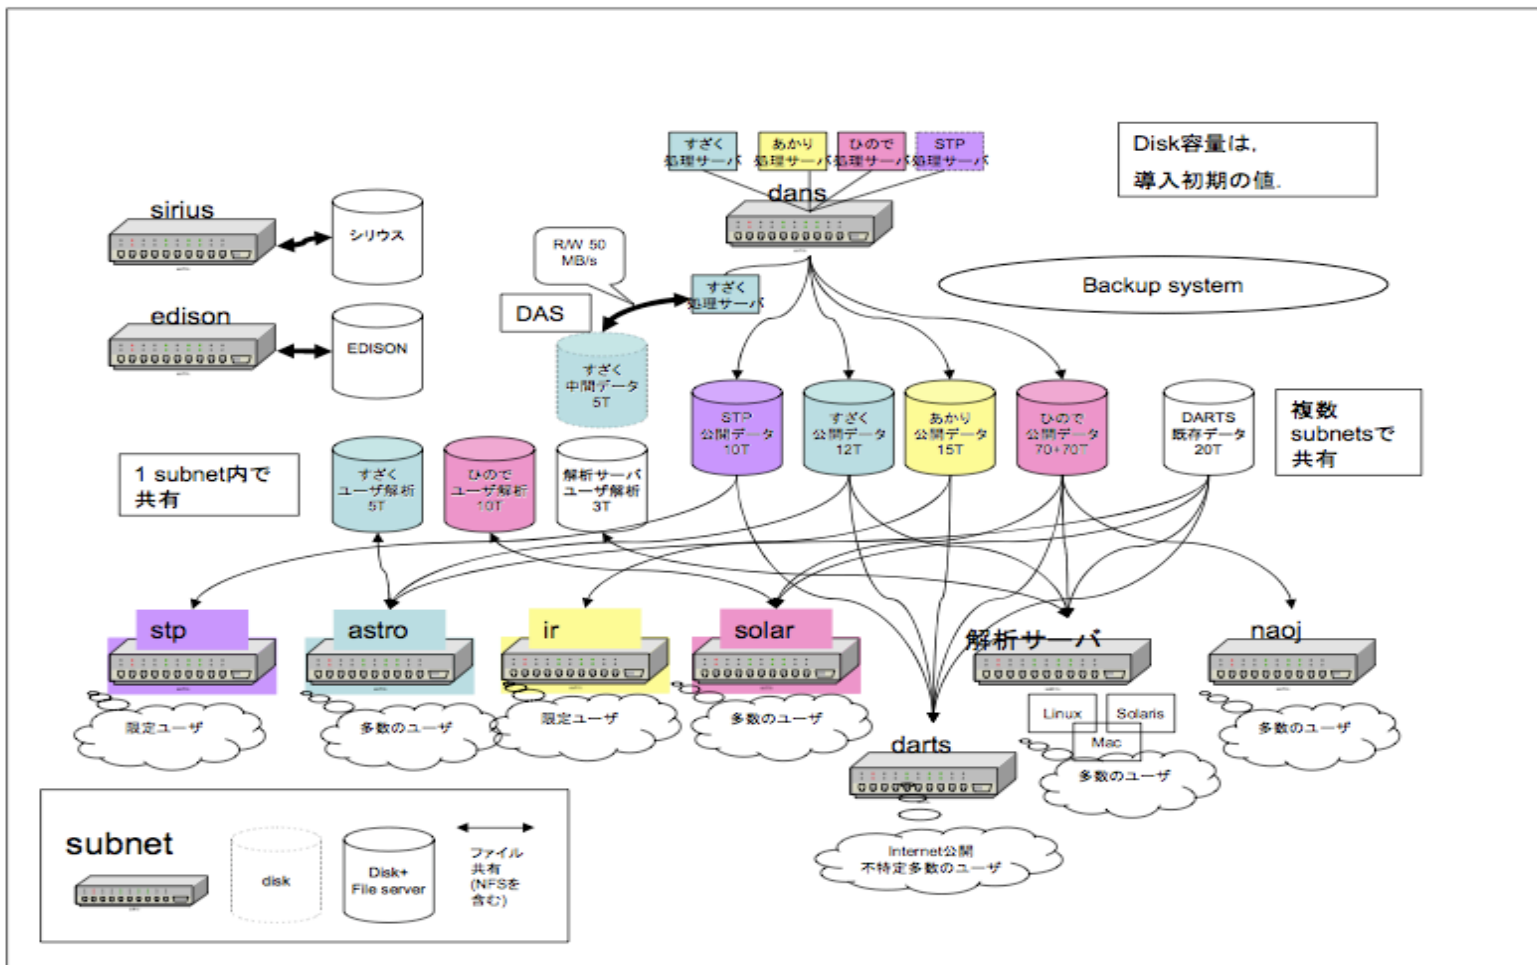 すざく
処理サーバ
あかり
処理サーバ
ひので
処理サーバ
STP
処理サーバ
Disk容量は,
導入初期の値.
dans
sirius
シリウス
R/W 50
MB/s
すざく
処理サーバ
Backup system
DAS
edison
EDISON
すざく
中間データ
5T
STP
公開データ
10T
すざく
公開データ
12T
あかり
公開データ
15T
ひので
公開データ
70+70T
DARTS
既存データ
20T
複数
subnetsで
共有
1 subnet内で
共有
すざく
ユーザ解析
5T
ひので
ユーザ解析
10T
解析サーバ
ユーザ解析
3T
stp
astro
ir
solar
解析サーバ
naoj
限定ユーザ
多数のユーザ
限定ユーザ
多数のユーザ
Linux
Solaris
Mac
多数のユーザ
多数のユーザ
darts
Internet公開
不特定多数のユーザ
subnet
disk
Disk+
File server
ファイル
共有
(NFSを
含む)